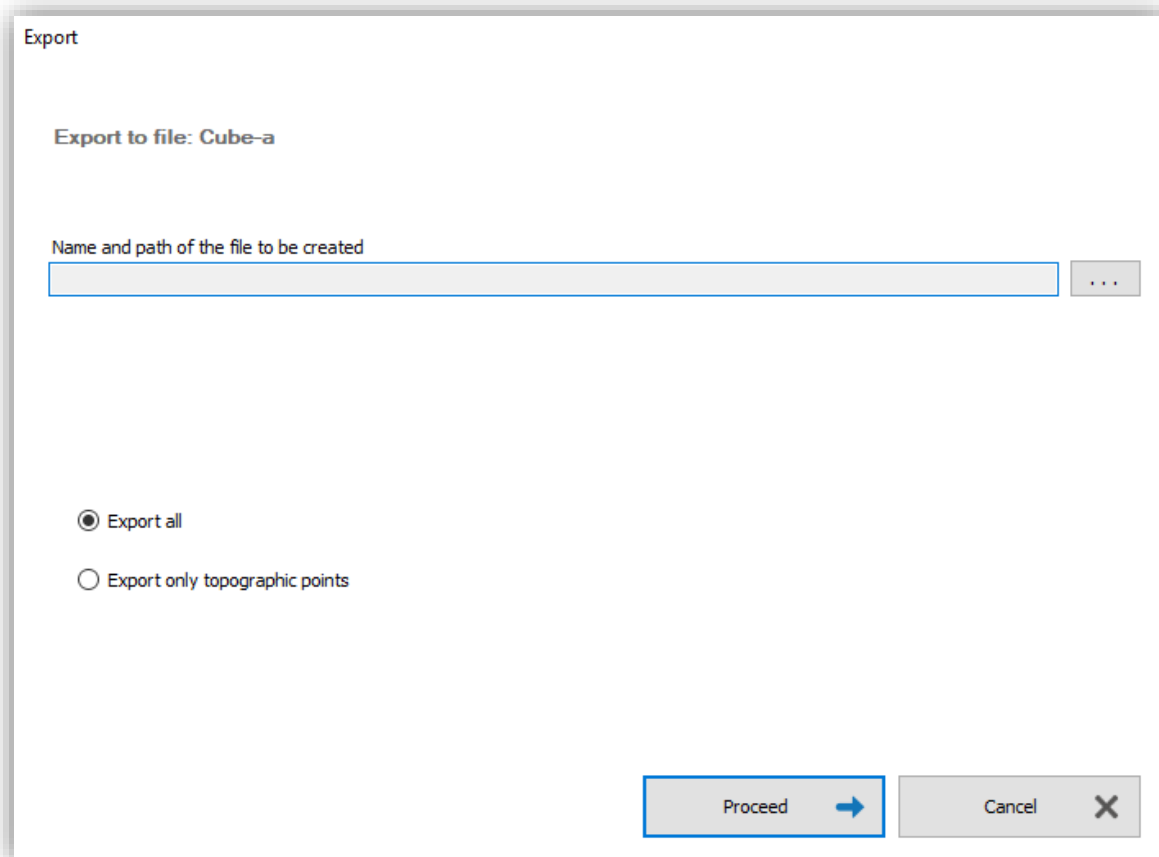 Export
Export to file: Cube-a
Name and path of the file to be created
...
Export all
Export only topographic points
Proceed
Cancel